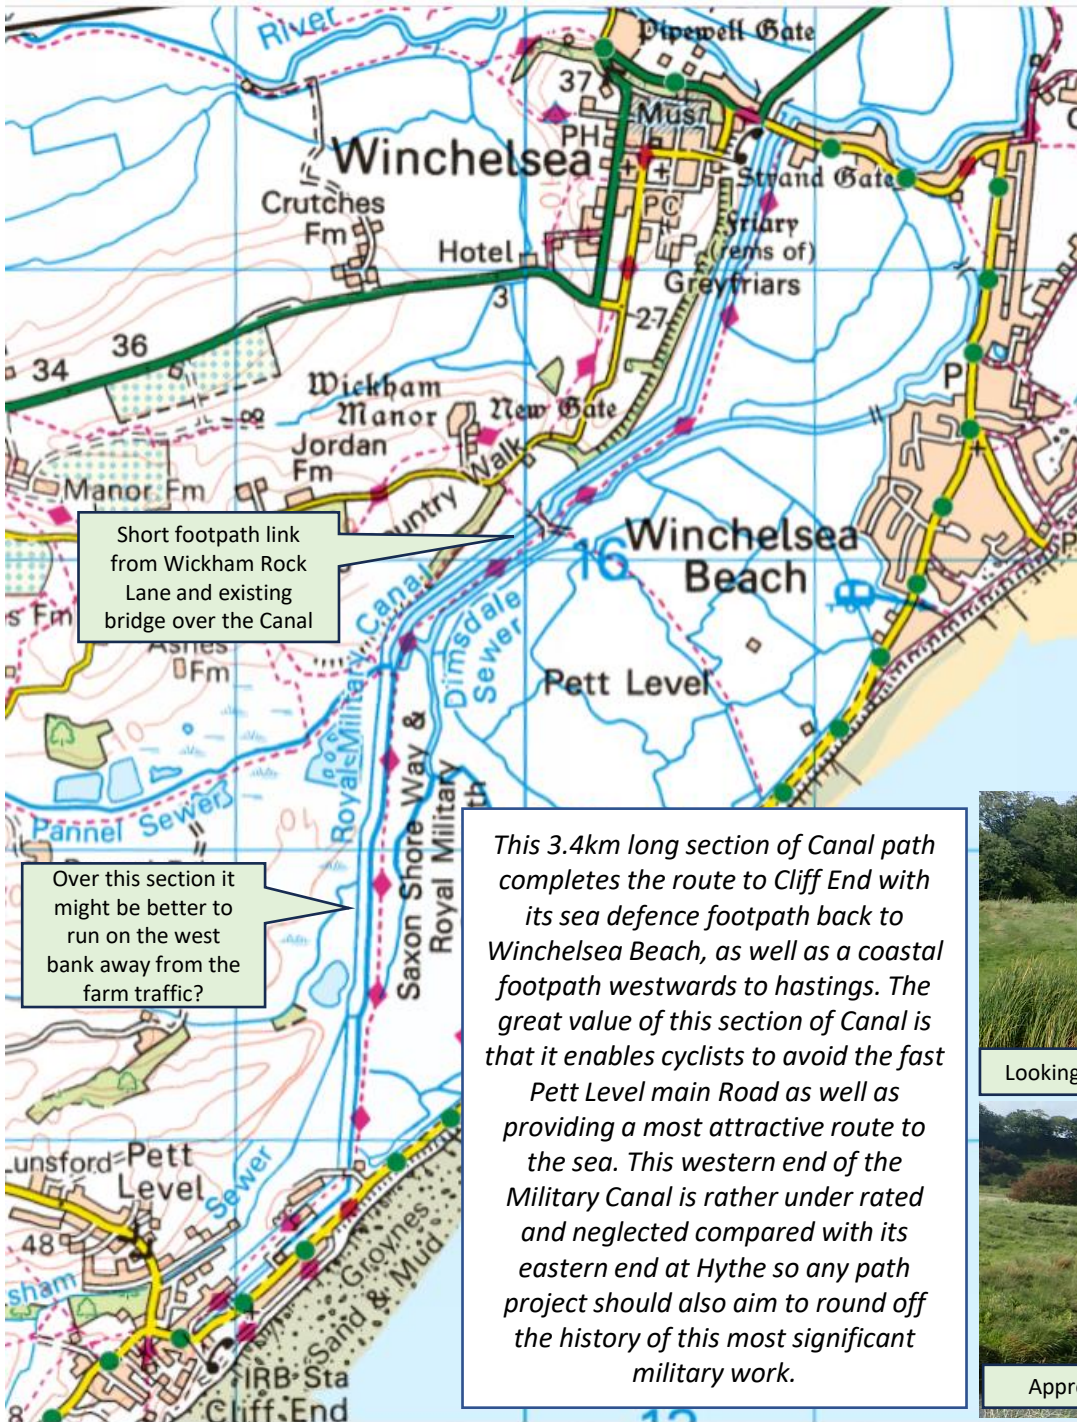 River
Pipewell Gate
37
Mus
PH
Winchelsea
Strand Gate
Crutches
Fm
PC
Friary
(rems of)
Hotel
Greyfriars
3
27
36
34
Wickham
Manor
New Gate
P
Jordan
Fm
Manor Fm
Country Walk
Short footpath link
from Wickham Rock
Lane and existing
bridge over the Canal
Winchelsea
Beach
16
s Fm
Ashes
Fm
Royal Military Canal
Dimsdale
Sewer
Pett Level
10
Pannel Sewer
Saxon Shore Way &
Royal Military
th
Over this section it
might be better to
run on the west
bank away from the
farm traffic?
This 3.4km long section of Canal path
completes the route to Cliff End with
its sea defence footpath back to
Winchelsea Beach, as well as a coastal
footpath westwards to hastings. The
great value of this section of Canal is
that it enables cyclists to avoid the fast
Pett Level main Road as well as
providing a most attractive route to
the sea. This western end of the
Military Canal is rather under rated
and neglected compared with its
eastern end at Hythe so any path
project should also aim to round off
the history of this most significant
military work.
Looking
Appr
Lunsford
Pett
Level
Sewer
48
sham
Groynes
Sand & Mud
IRB Sta
Cliff End
8